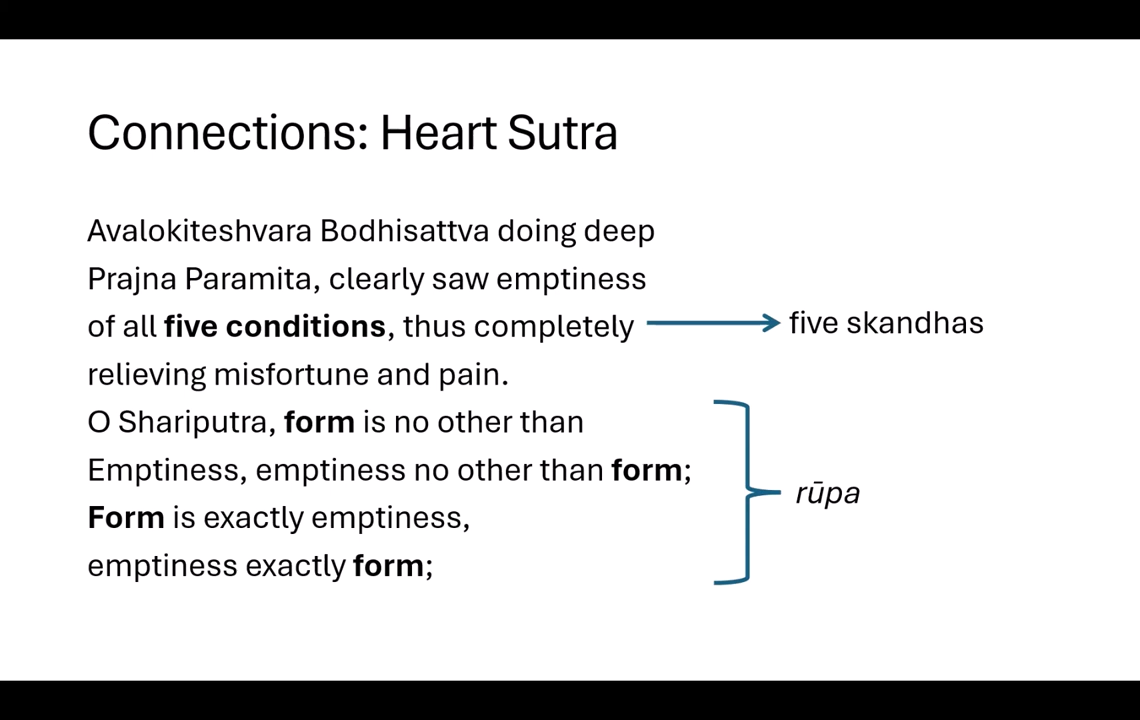 Connections: Heart Sutra
Avalokiteshvara Bodhisattva doing deep
Prajna Paramita, clearly saw emptiness
of all five conditions, thus completely
five skandhas
relieving misfortune and pain.
O Shariputra, form is no other than
Emptiness, emptiness no other than form;
Form is exactly emptiness,
emptiness exactly form;
rūpa